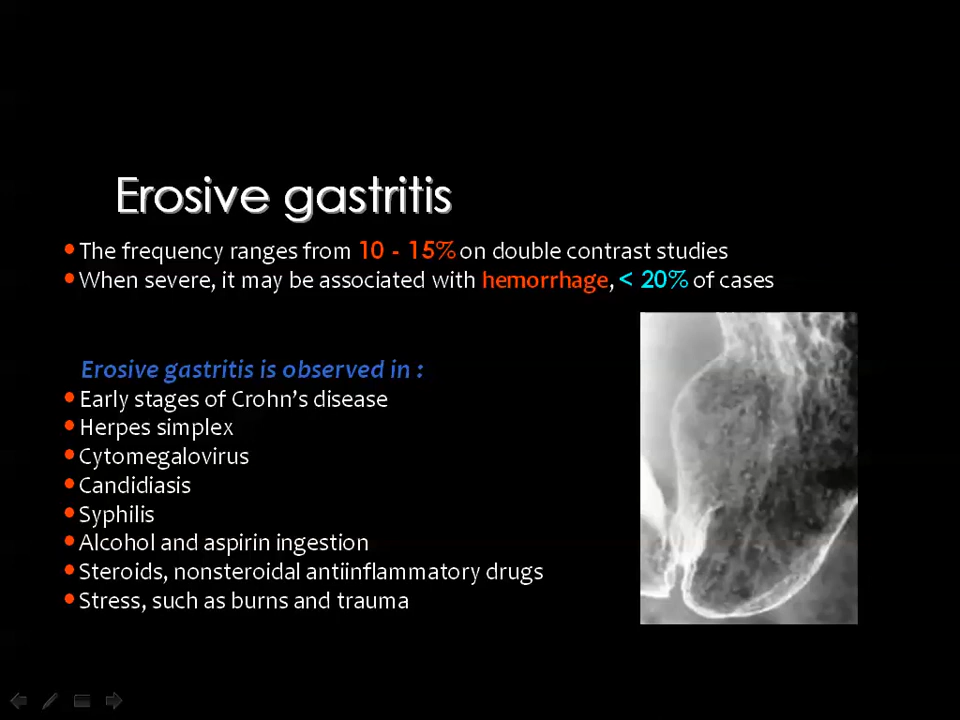 Erosive gastritis
• The frequency ranges from 10 - 15% on double contrast studies
• When severe, it may be associated with hemorrhage, < 20% of cases
Erosive gastritis is observed in :
• Early stages of Crohn's disease
• Herpes simplex
• Cytomegalovirus
• Candidiasis
• Syphilis
• Alcohol and aspirin ingestion
• Steroids, nonsteroidal antiinflammatory drugs
• Stress, such as burns and trauma